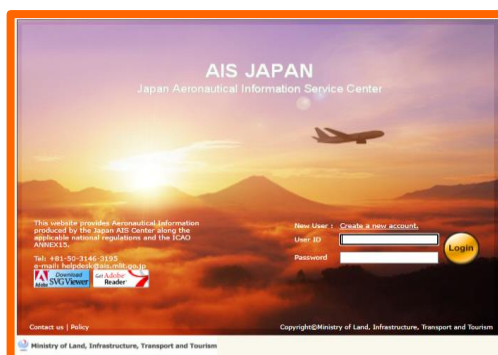 AIS JAPAN
Japan Aeronautical Information Service Center
This website provides Aeronautical Information
produced by the Japan AIS Center along the
applicable national regulations and the ICAO
ANNEX15.
New User : Create a new account.
User ID
Password
Login
Tel: +81-50-3146-3195
e-mail: helpdesk@ais.mlit.go.jp
Adobe
Download
SVG Viewer
Get Adobe
Reader
Contact us | Policy
Copyright©Ministry of Land, Infrastructure, Transport and Tourism
Ministry of Land, Infrastructure, Transport and Tourism